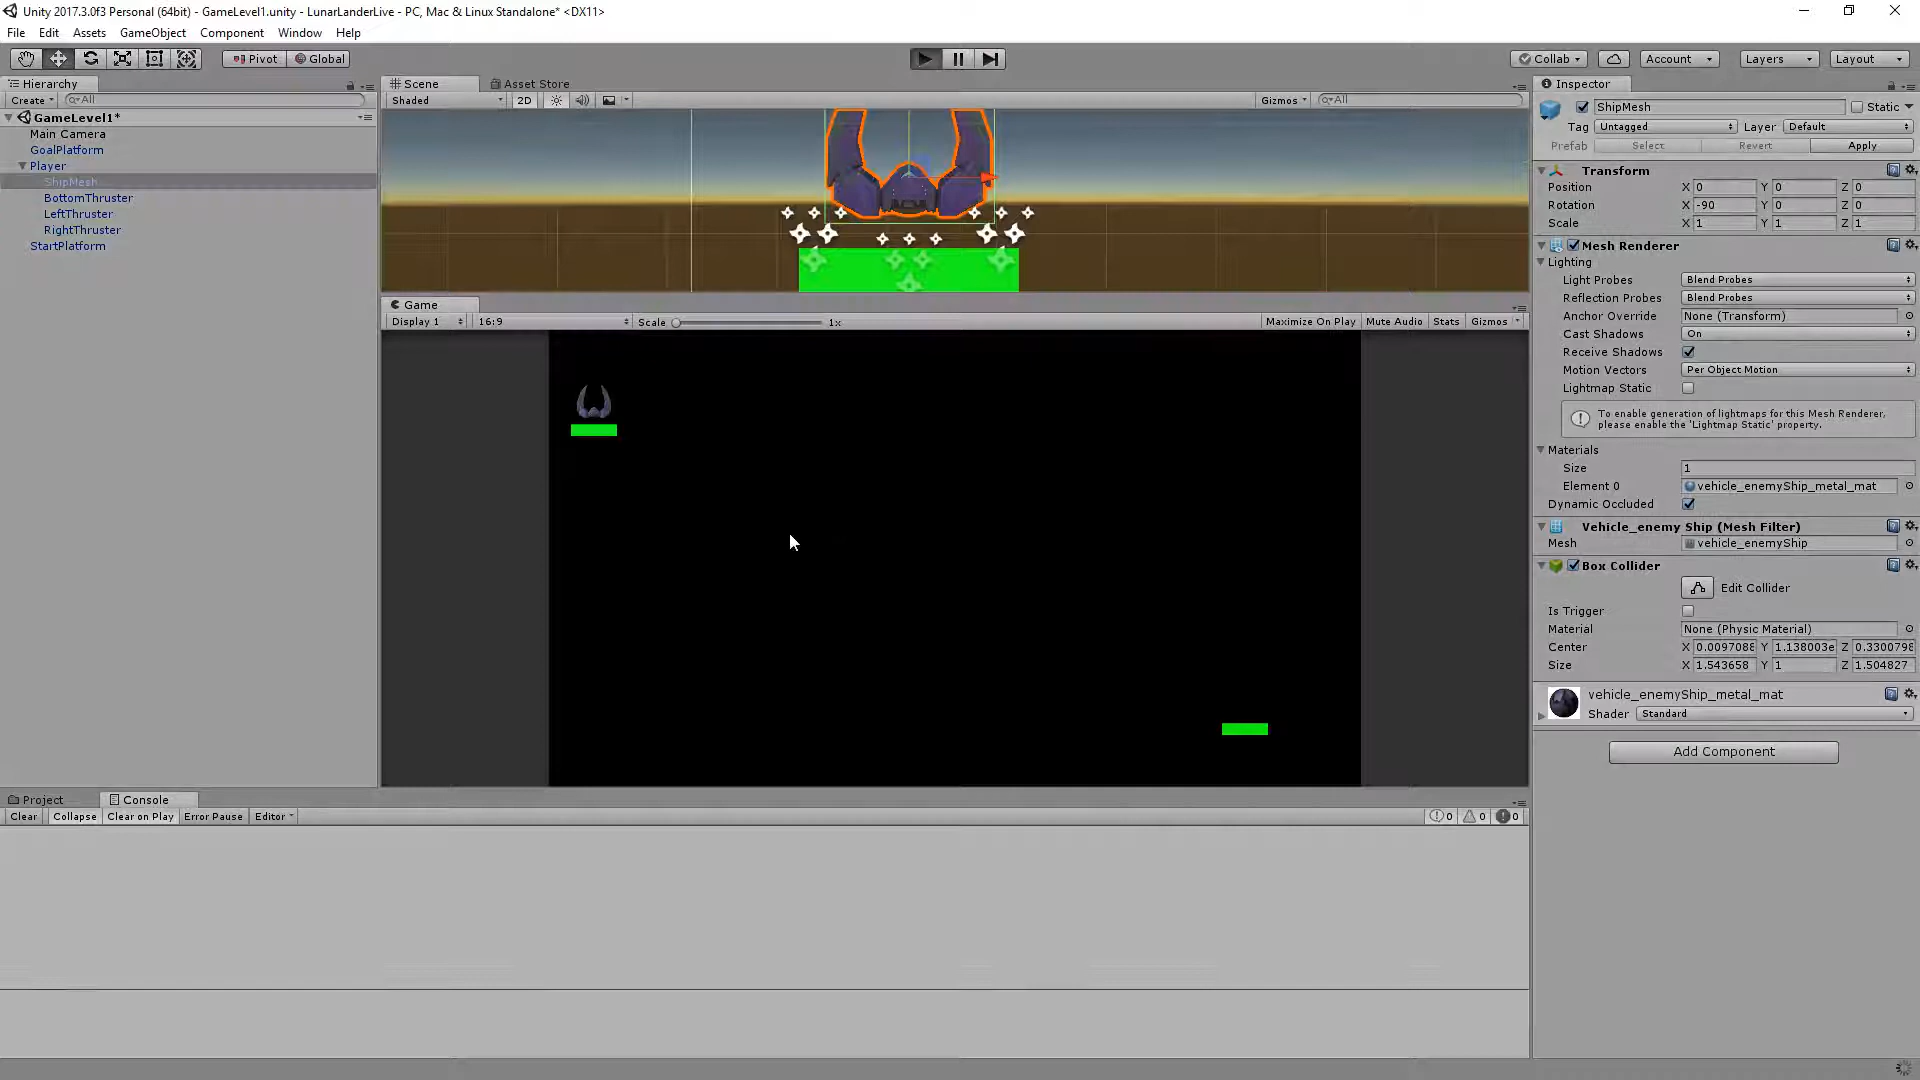 Unity 2017.3.0f3 Personal (64bit) - GameLevel1.unity - LunarLanderLive - PC, Mac & Linux Standalone* <DX11>
File Edit Assets GameObject Component Window Help
Pivot Global Collab Account Layers Layout
Hierarchy Scene Asset Store Inspector
Create All Shaded 2D Gizmos All ShipMesh Static
GameLevel1* Tag Untagged Layer Default
Main Camera Prefab Select Revert Apply
GoalPlatform
Player Transform
ShipMesh Position X 0 Y 0 Z 0
BottomThruster Rotation X -90 Y 0 Z 0
LeftThruster Scale X 1 Y 1 Z 1
RightThruster
StartPlatform Mesh Renderer
Lighting
Light Probes Blend Probes
Reflection Probes Blend Probes
Game Anchor Override None (Transform)
Display 1 16:9 Scale 1x Maximize On Play Mute Audio Stats Gizmos
Cast Shadows On
Receive Shadows
Motion Vectors Per Object Motion
Lightmap Static
To enable generation of lightmaps for this Mesh Renderer,
please enable the 'Lightmap Static' property.
Materials
Size 1
Element 0 vehicle_enemyShip_metal_mat
Dynamic Occluded
Vehicle_enemy Ship (Mesh Filter)
Mesh vehicle_enemyShip
Box Collider
Edit Collider
Is Trigger
Material None (Physic Material)
Center X 0.0097088 Y 1.138003e Z 0.3300798
Size X 1.543658 Y 1 Z 1.504827
vehicle_enemyShip_metal_mat
Shader Standard
Add Component
Project Console
Clear Collapse Clear on Play Error Pause Editor 0 0 0